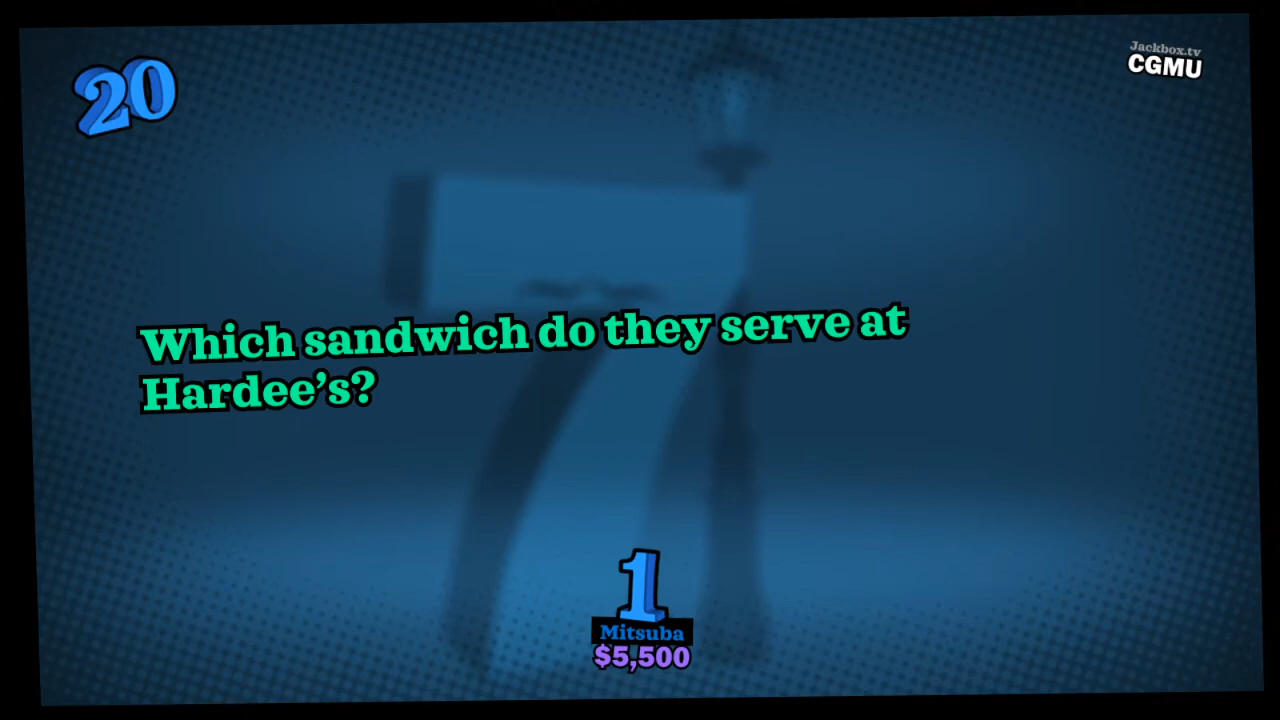 20
Jackbox.tv
CGMU
Which sandwich do they serve at
Hardee's?
1
Mitsuba
$5,500